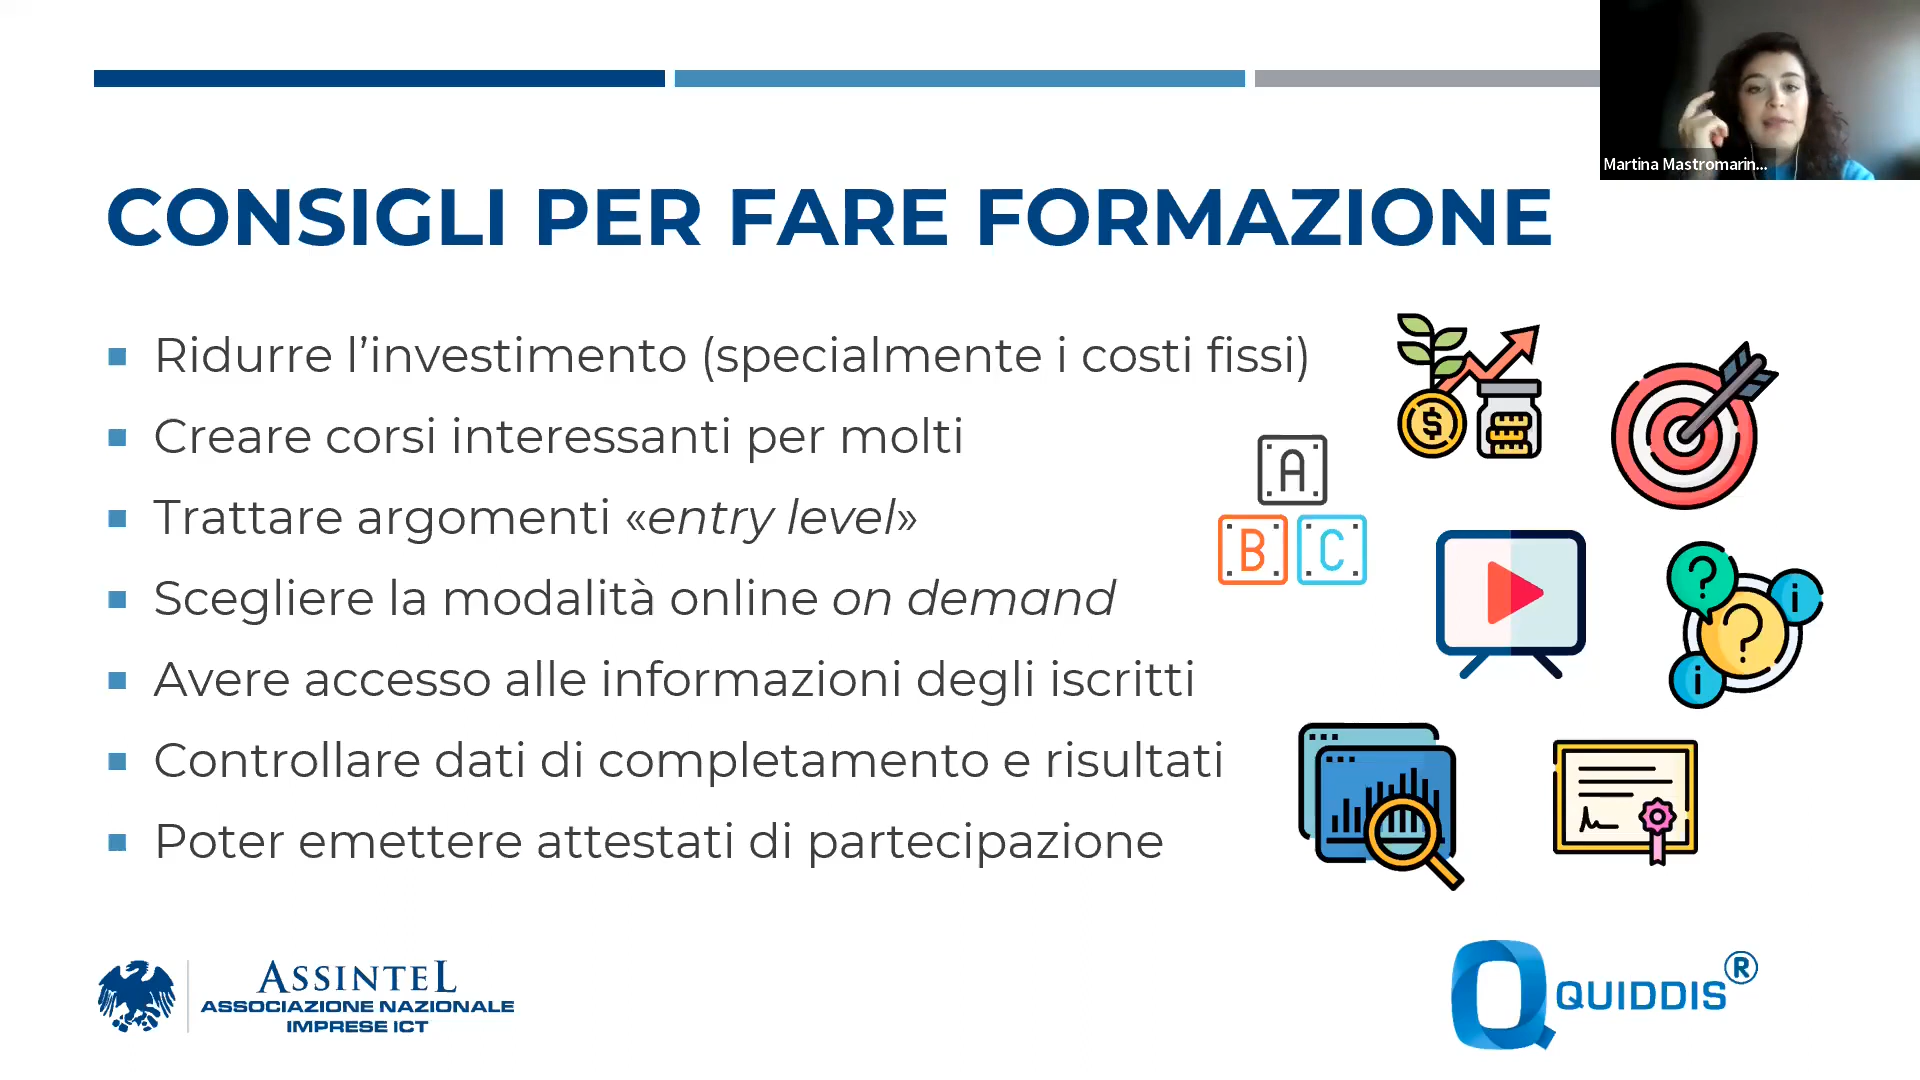 Martina Mastromarin...
CONSIGLI PER FARE FORMAZIONE
Ridurre l’investimento (specialmente i costi fissi)
Creare corsi interessanti per molti
Trattare argomenti «entry level»
Scegliere la modalità online on demand
Avere accesso alle informazioni degli iscritti
Controllare dati di completamento e risultati
Poter emettere attestati di partecipazione
A
B C
ASSINTEL
ASSOCIAZIONE NAZIONALE
IMPRESE ICT
QUIDDIS®